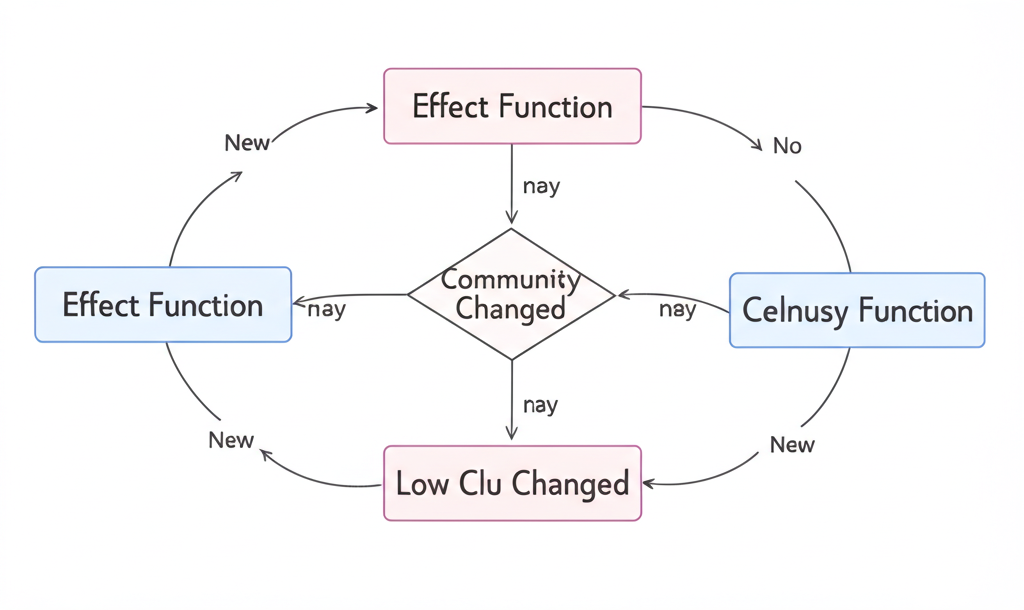 Effect Function
New
No
nay
Community
Changed
Effect Function
nay
nay
Celnusy Function
nay
New
New
Low Clu Changed